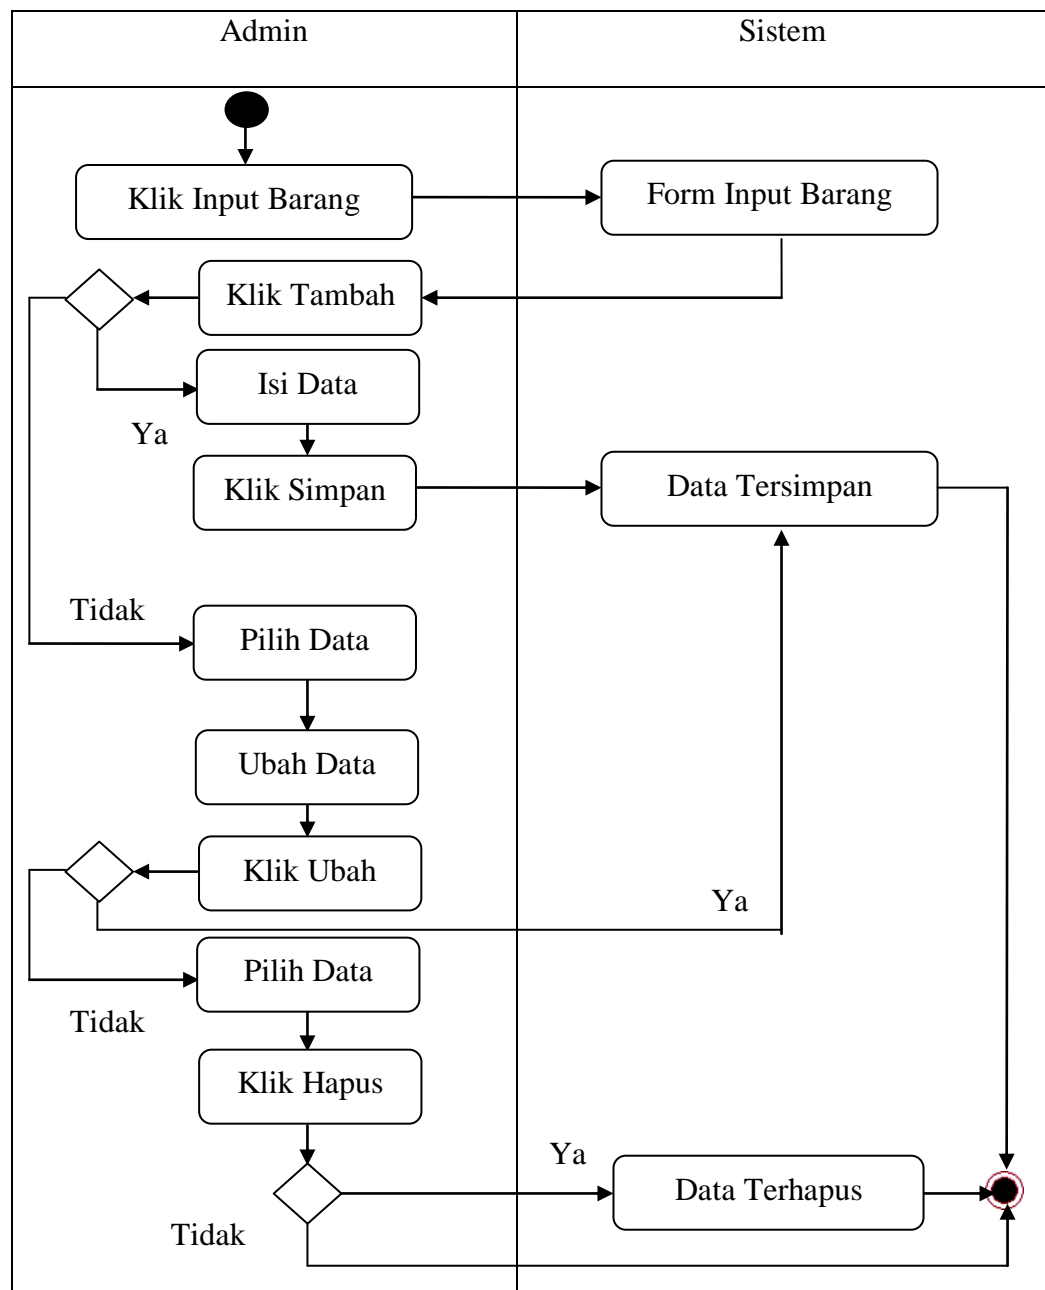 Admin
Sistem
Klik Input Barang
Form Input Barang
Klik Tambah
Isi Data
Ya
Klik Simpan
Data Tersimpan
Tidak
Pilih Data
Ubah Data
Klik Ubah
Ya
Pilih Data
Tidak
Klik Hapus
Ya
Data Terhapus
Tidak